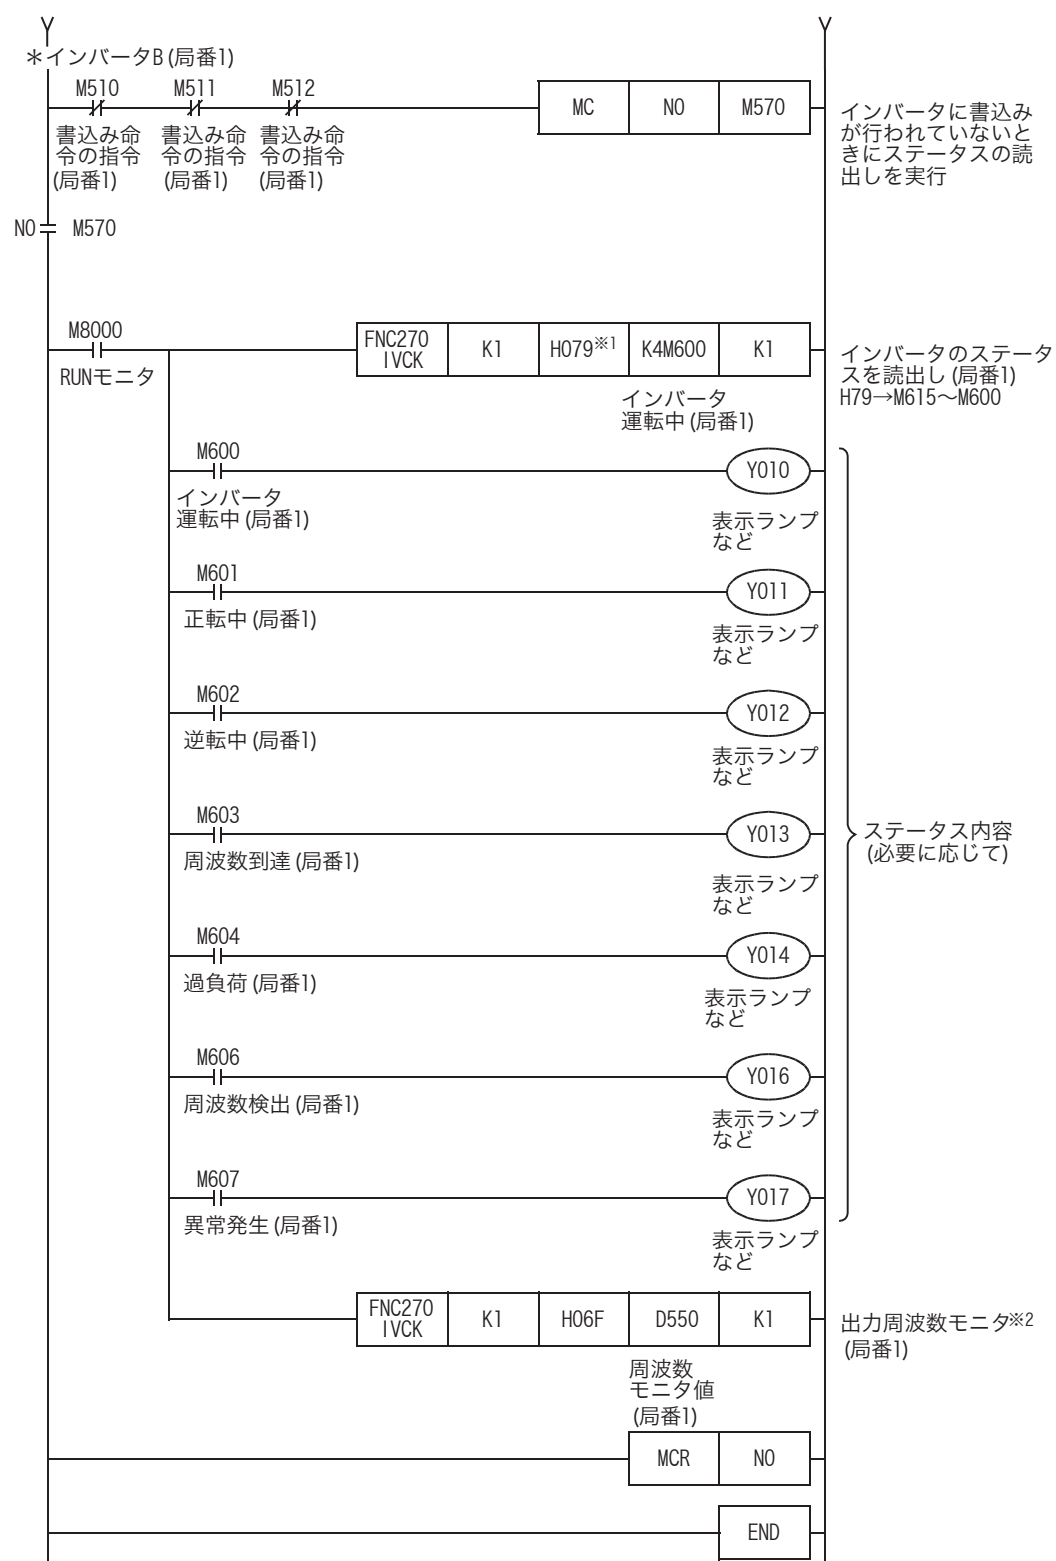 ＊インバータB (局番1)
M510 M511 M512
MC N0 M570
書込み命 書込み命 書込み命
令の指令 令の指令 令の指令
(局番1) (局番1) (局番1)
インバータに書込み
が行われていないと
きにステータスの読
出しを実行
N0 M570
M8000
RUNモニタ
FNC270
IVCK
K1 H079※1 K4M600 K1
インバータのステータ
スを読出し (局番1)
H79→M615～M600
インバータ
運転中 (局番1)
M600
Y010
インバータ
運転中 (局番1)
表示ランプ
など
M601
Y011
正転中 (局番1)
表示ランプ
など
M602
Y012
逆転中 (局番1)
表示ランプ
など
M603
Y013
周波数到達 (局番1)
表示ランプ
など
ステータス内容
(必要に応じて)
M604
Y014
過負荷 (局番1)
表示ランプ
など
M606
Y016
周波数検出 (局番1)
表示ランプ
など
M607
Y017
異常発生 (局番1)
表示ランプ
など
FNC270
IVCK
K1 H06F D550 K1
出力周波数モニタ※2
(局番1)
周波数
モニタ値
(局番1)
MCR N0
END